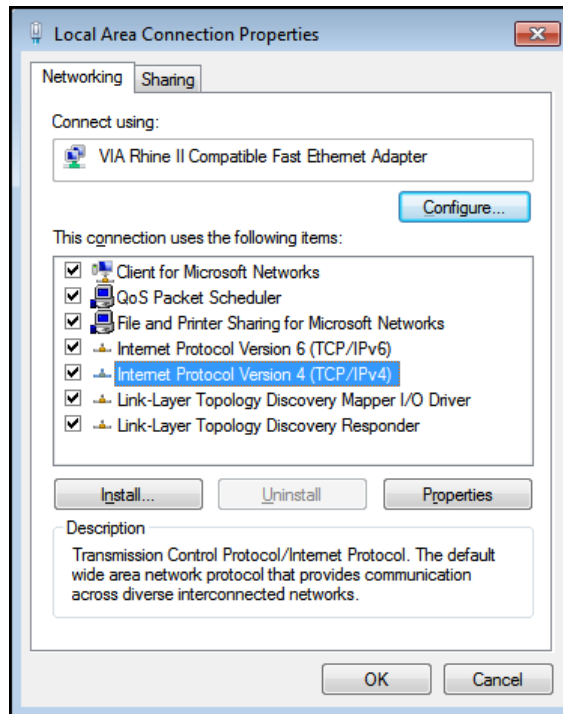 Local Area Connection Properties
Networking
Sharing
Connect using:
VIA Rhine II Compatible Fast Ethernet Adapter
Configure...
This connection uses the following items:
Client for Microsoft Networks
QoS Packet Scheduler
File and Printer Sharing for Microsoft Networks
Internet Protocol Version 6 (TCP/IPv6)
Internet Protocol Version 4 (TCP/IPv4)
Link-Layer Topology Discovery Mapper I/O Driver
Link-Layer Topology Discovery Responder
Install...
Uninstall
Properties
Description
Transmission Control Protocol/Internet Protocol. The default
wide area network protocol that provides communication
across diverse interconnected networks.
OK
Cancel